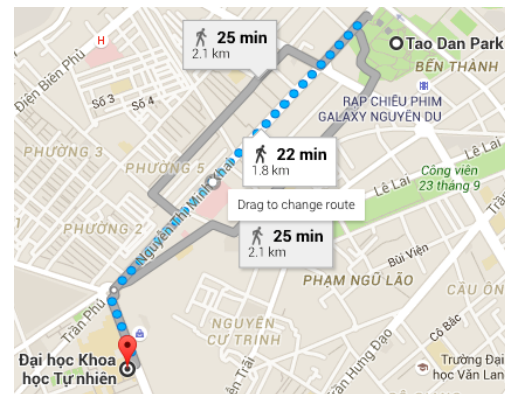 25 min
2.1 km
Tao Dan Park
BẾN THÀNH
Điện Biên Phủ
H
Số 3
Số 4
RẠP CHIẾU PHIM
GALAXY NGUYỄN DU
PHƯỜNG 3
PHƯỜNG 5
22 min
1.8 km
Lê Lai
Công viên
23 tháng 9
Lê Lai
Nguyễn Thị Minh Khai
Drag to change route
PHƯỜNG 2
25 min
2.1 km
Bùi Viện
PHẠM NGŨ LÃO
Trần Phú
NGUYỄN
CƯ TRINH
Trần Hưng Đạo
Cô Bắc
Đại học Khoa
học Tự nhiên
Trường Đại
học Văn Lan